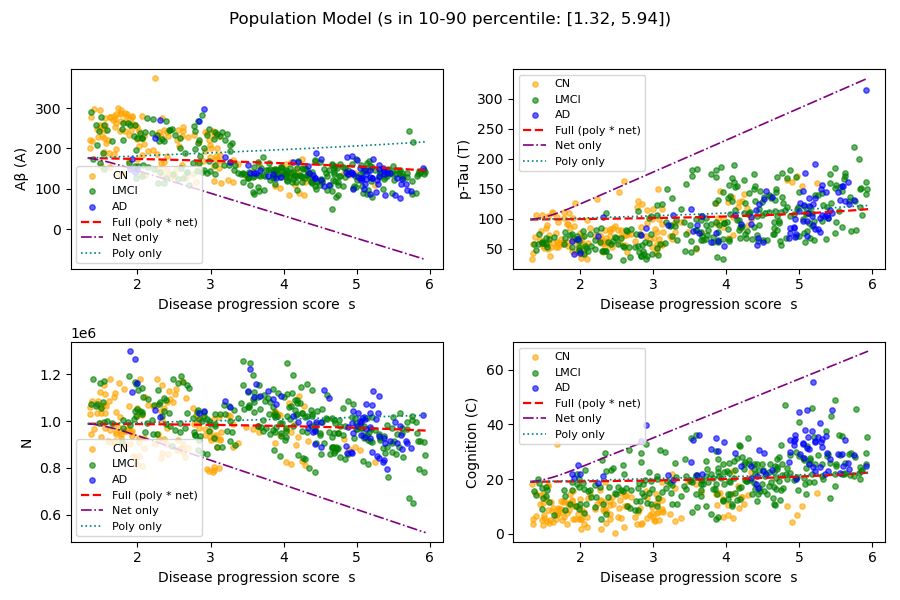 Population Model (s in 10-90 percentile: [1.32, 5.94])
Aβ (A)
300
200
100
0
CN
LMCI
AD
Full (poly * net)
Net only
Poly only
2
3
4
5
6
Disease progression score s
p-Tau (T)
300
250
200
150
100
50
CN
LMCI
AD
Full (poly * net)
Net only
Poly only
2
3
4
5
6
Disease progression score s
1e6
N
1.2
1.0
0.8
0.6
CN
LMCI
AD
Full (poly * net)
Net only
Poly only
2
3
4
5
6
Disease progression score s
Cognition (C)
60
40
20
0
CN
LMCI
AD
Full (poly * net)
Net only
Poly only
2
3
4
5
6
Disease progression score s